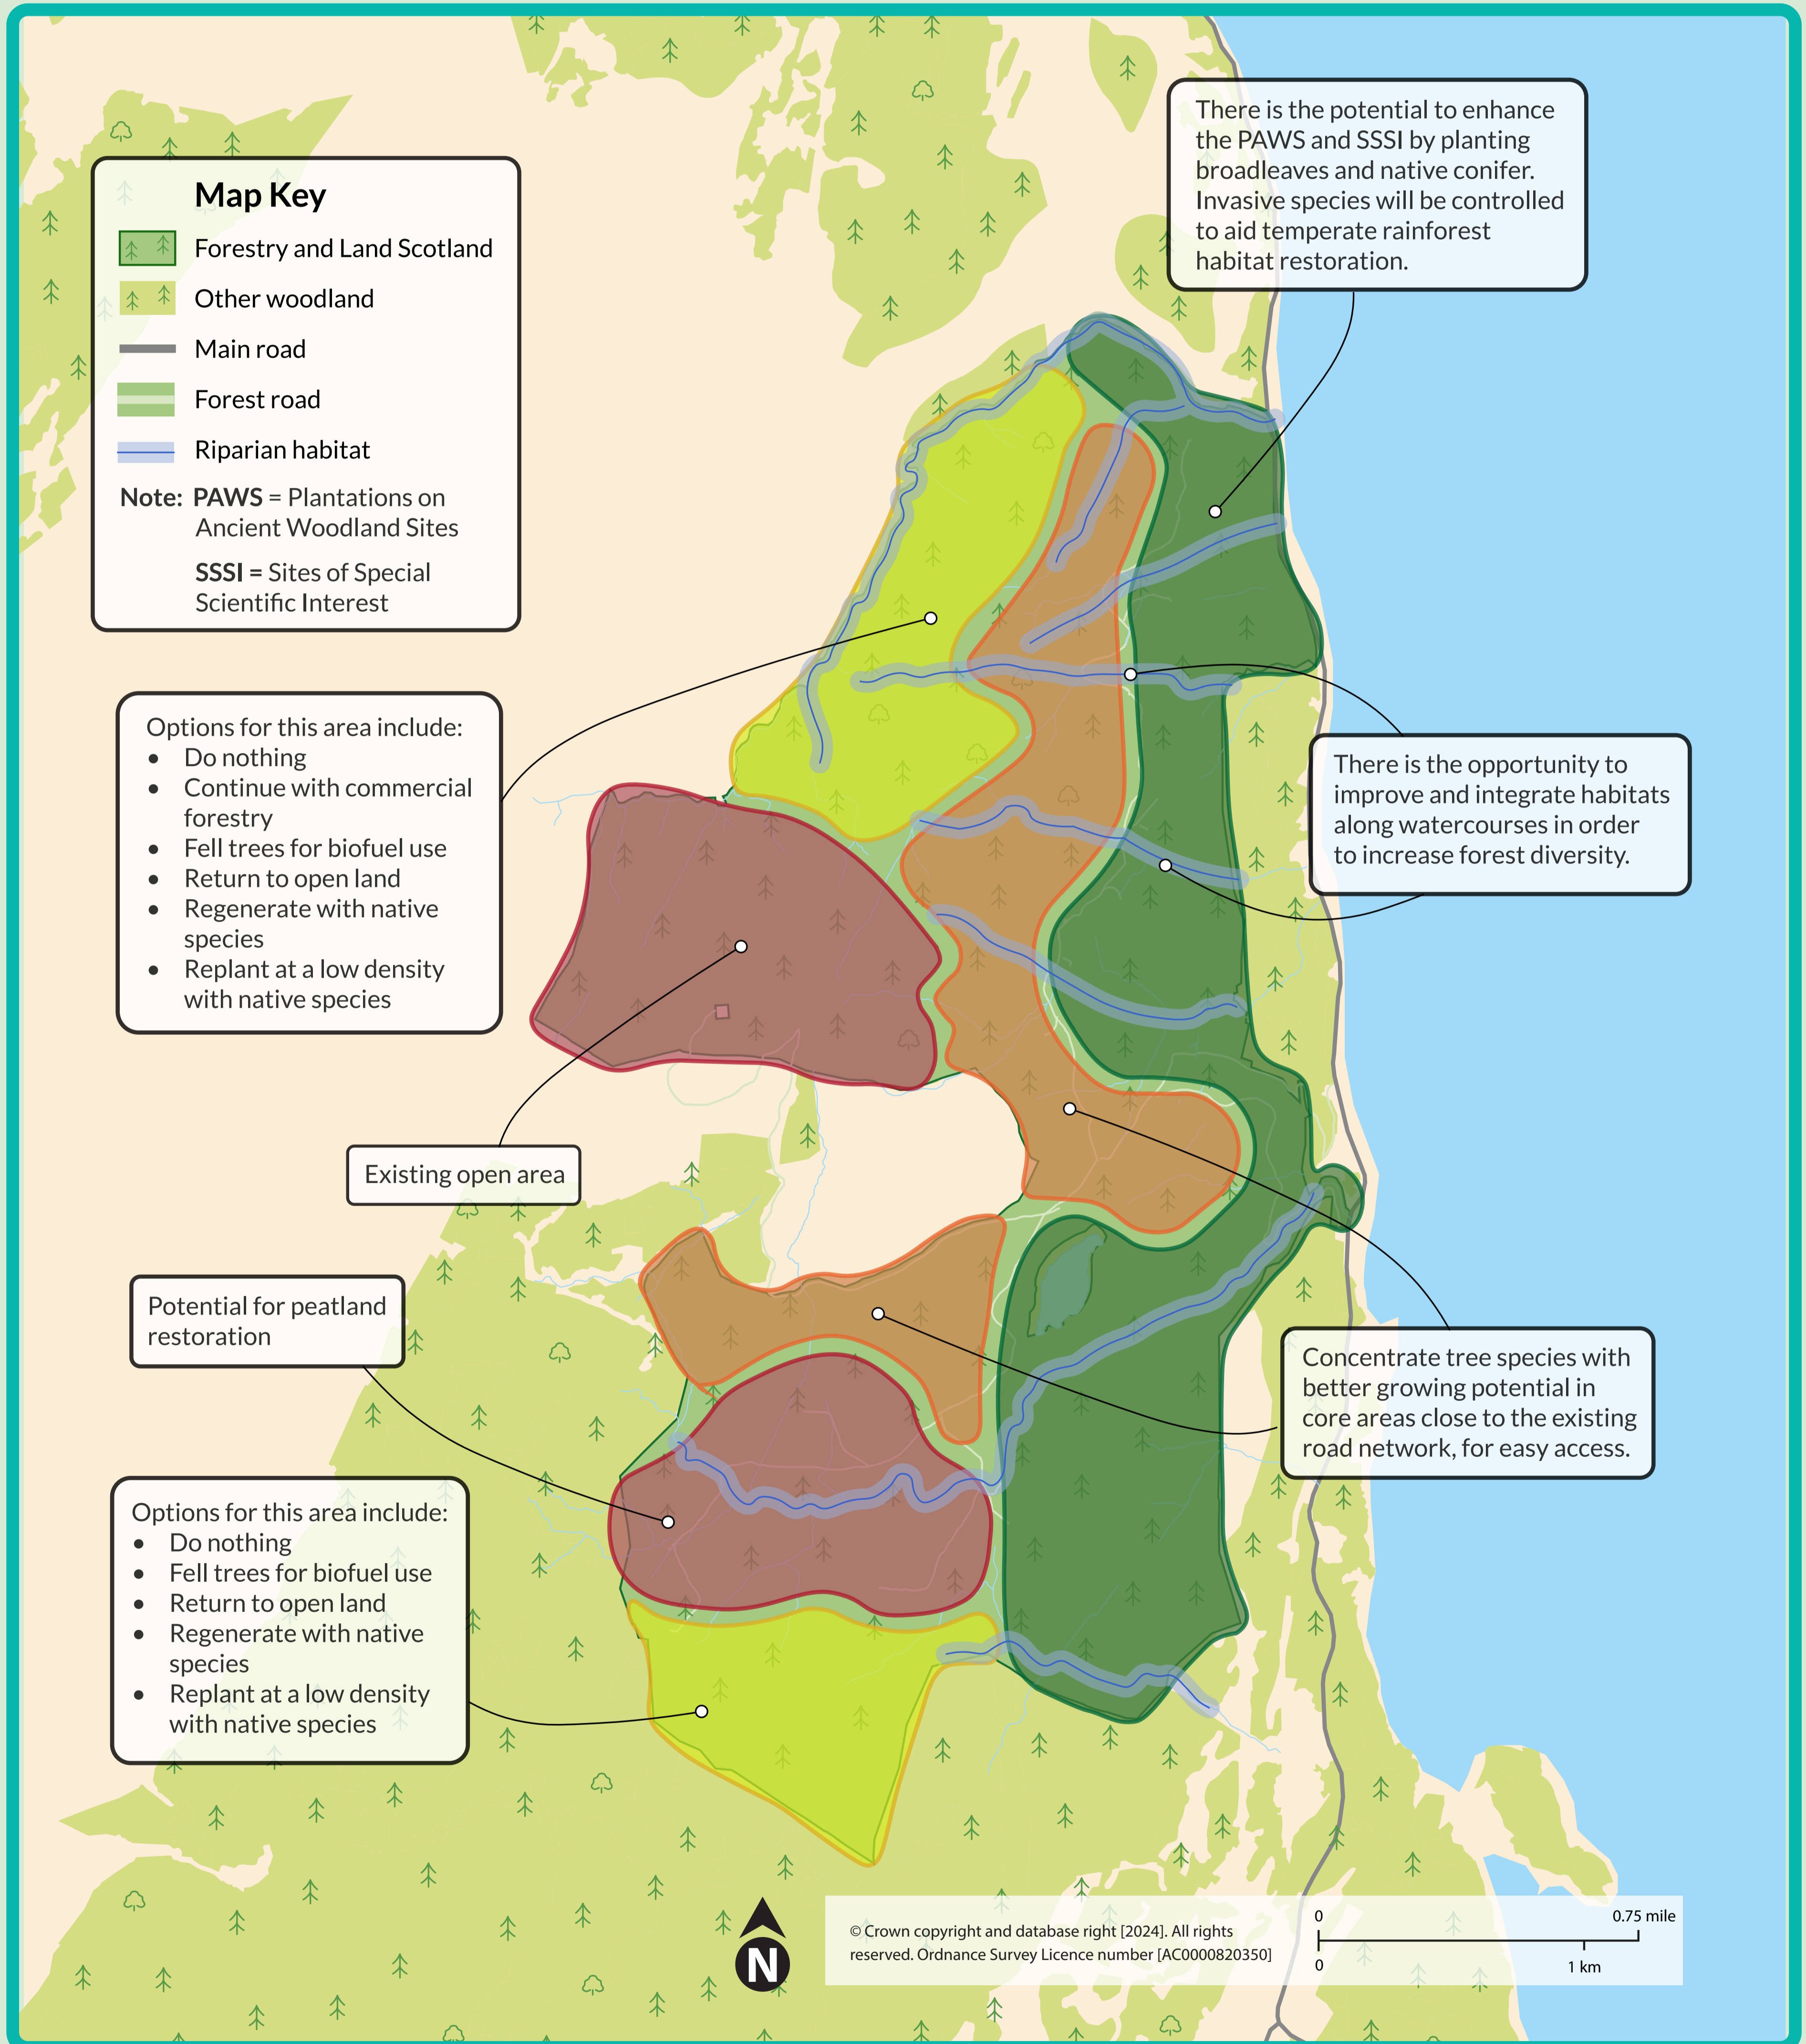 There is the potential to enhance
the PAWS and SSSI by planting
broadleaves and native conifer.
Invasive species will be controlled
to aid temperate rainforest
habitat restoration.
Map Key
Forestry and Land Scotland
Other woodland
Main road
Forest road
Riparian habitat
Note: PAWS = Plantations on
Ancient Woodland Sites
SSSI = Sites of Special
Scientific Interest
Options for this area include:
• Do nothing
• Continue with commercial
forestry
• Fell trees for biofuel use
• Return to open land
• Regenerate with native
species
• Replant at a low density
with native species
There is the opportunity to
improve and integrate habitats
along watercourses in order
to increase forest diversity.
Existing open area
Potential for peatland
restoration
Concentrate tree species with
better growing potential in
core areas close to the existing
road network, for easy access.
Options for this area include:
• Do nothing
• Fell trees for biofuel use
• Return to open land
• Regenerate with native
species
• Replant at a low density
with native species
N
© Crown copyright and database right [2024]. All rights
reserved. Ordnance Survey Licence number [AC0000820350]
0 0.75 mile
0 1 km